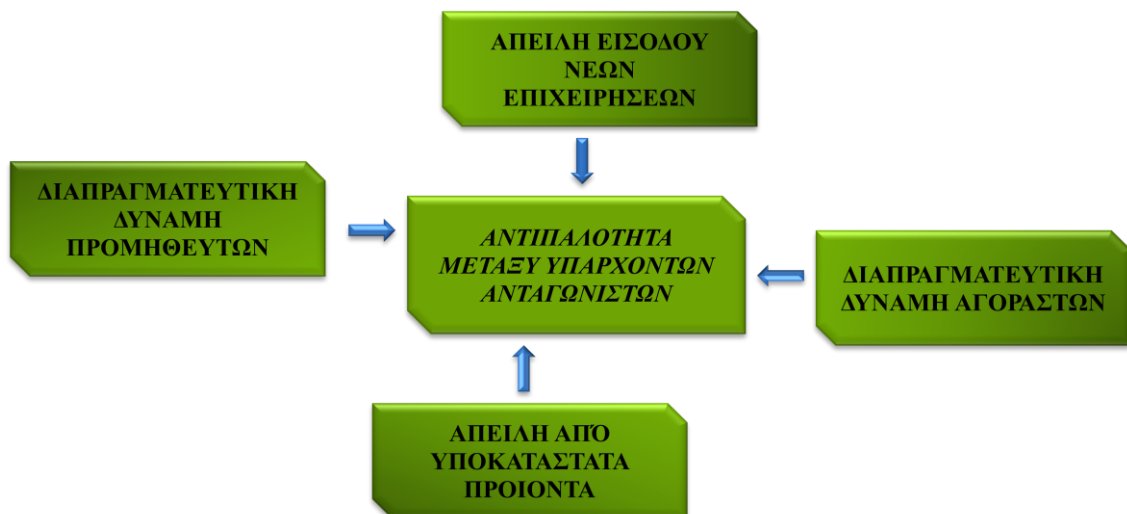 ΑΠΕΙΛΗ ΕΙΣΟΔΟΥ
ΝΕΩΝ
ΕΠΙΧΕΙΡΗΣΕΩΝ
ΔΙΑΠΡΑΓΜΑΤΕΥΤΙΚΗ
ΔΥΝΑΜΗ
ΠΡΟΜΗΘΕΥΤΩΝ
ΑΝΤΙΠΑΛΟΤΗΤΑ
ΜΕΤΑΞΥ ΥΠΑΡΧΟΝΤΩΝ
ΑΝΤΑΓΩΝΙΣΤΩΝ
ΔΙΑΠΡΑΓΜΑΤΕΥΤΙΚΗ
ΔΥΝΑΜΗ ΑΓΟΡΑΣΤΩΝ
ΑΠΕΙΛΗ ΑΠΌ
ΥΠΟΚΑΤΑΣΤΑΤΑ
ΠΡΟΙΟΝΤΑ